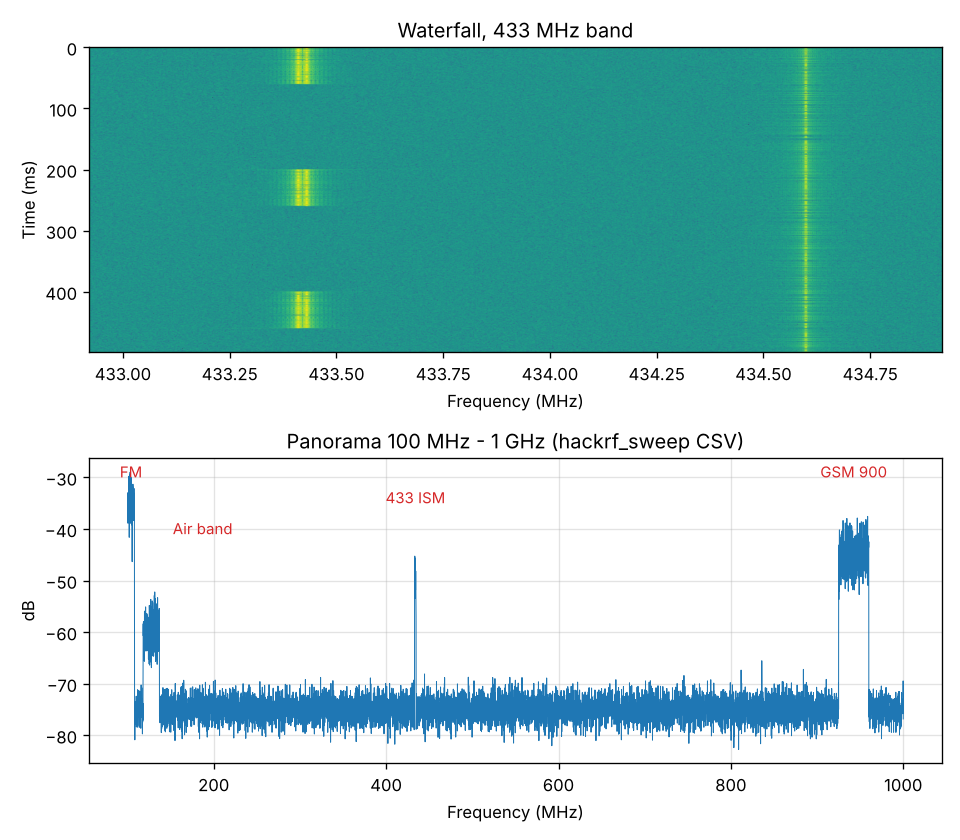 Waterfall, 433 MHz band
Time (ms)
0
100
200
300
400
433.00 433.25 433.50 433.75 434.00 434.25 434.50 434.75
Frequency (MHz)
Panorama 100 MHz - 1 GHz (hackrf_sweep CSV)
dB
−30
−40
−50
−60
−70
−80
FM
Air band
433 ISM
GSM 900
200 400 600 800 1000
Frequency (MHz)